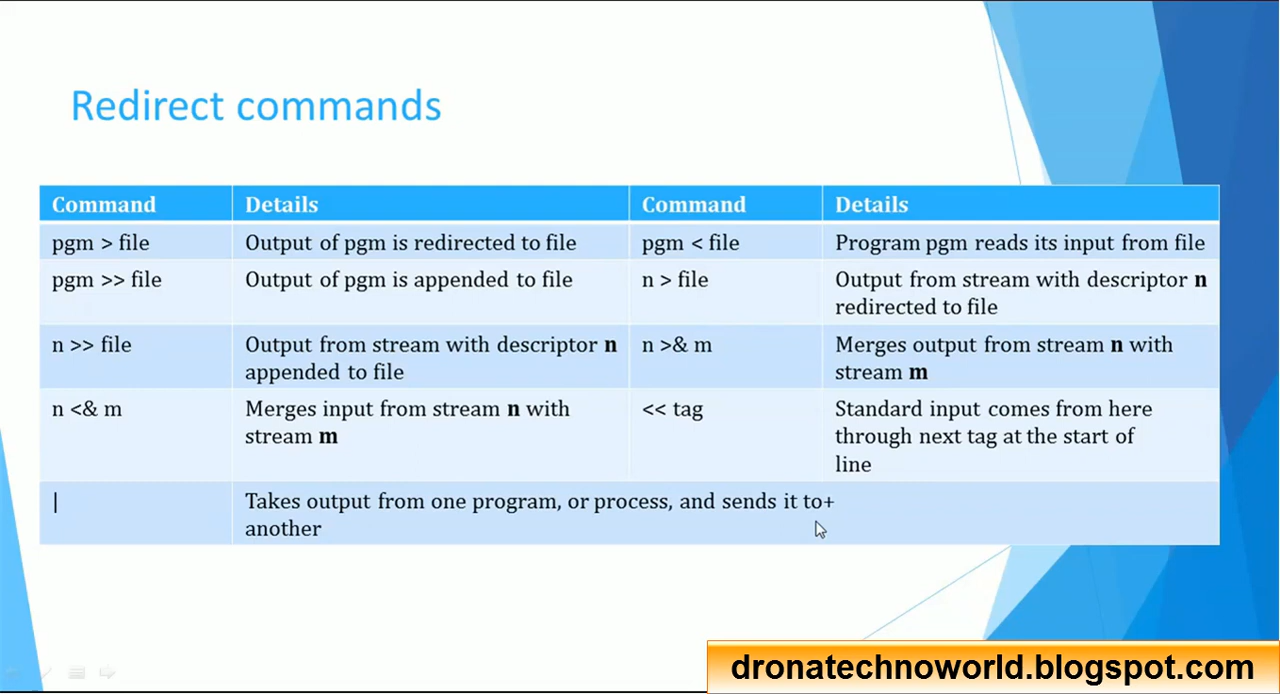 Redirect commands
Command Details Command Details
pgm > file Output of pgm is redirected to file pgm < file Program pgm reads its input from file
pgm >> file Output of pgm is appended to file n > file Output from stream with descriptor n
redirected to file
n >> file Output from stream with descriptor n n >& m Merges output from stream n with
appended to file stream m
n <& m Merges input from stream n with << tag Standard input comes from here
stream m through next tag at the start of
line
| Takes output from one program, or process, and sends it to+
another
dronatechnoworld.blogspot.com